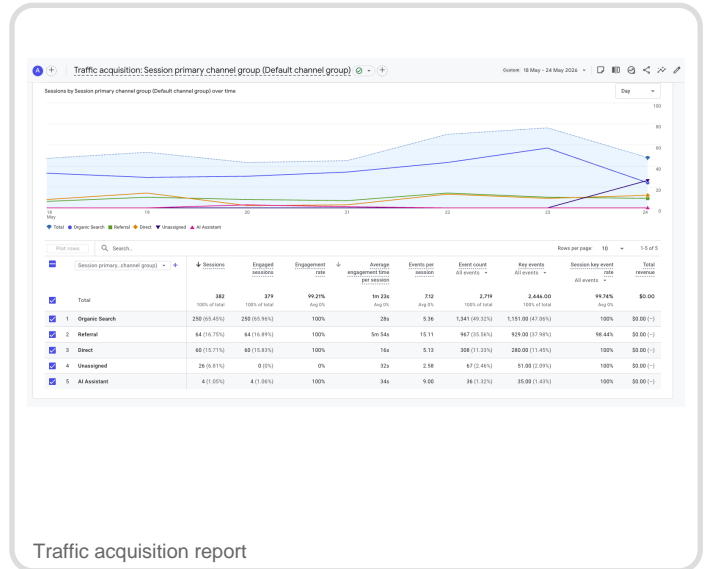 A
Traffic acquisition: Session primary channel group (Default channel group)
Custom 18 May - 24 May 2026
Sessions by Session primary channel group (Default channel group) over time
Day
100
80
60
40
20
0
18 May 19 20 21 22 23 24
Total Organic Search Referral Direct Unassigned AI Assistant
Plot rows Search... Rows per page: 10 1-5 of 5
Session primary...channel group) + ↓ Sessions Engaged sessions Engagement rate ↓ Average engagement time per session Events per session Event count All events Key events All events Session key event rate All events Total revenue
Total 382 379 99.21% 1m 23s 7.12 2,719 2,446.00 99.74% $0.00
100% of total 100% of total Avg 0% Avg 0% Avg 0% 100% of total 100% of total Avg 0%
1 Organic Search 250 (65.45%) 250 (65.96%) 100% 28s 5.36 1,341 (49.32%) 1,151.00 (47.06%) 100% $0.00 (–)
2 Referral 64 (16.75%) 64 (16.89%) 100% 5m 54s 15.11 967 (35.56%) 929.00 (37.98%) 98.44% $0.00 (–)
3 Direct 60 (15.71%) 60 (15.83%) 100% 16s 5.13 308 (11.33%) 280.00 (11.45%) 100% $0.00 (–)
4 Unassigned 26 (6.81%) 0 (0%) 0% 32s 2.58 67 (2.46%) 51.00 (2.09%) 100% $0.00 (–)
5 AI Assistant 4 (1.05%) 4 (1.06%) 100% 34s 9.00 36 (1.32%) 35.00 (1.43%) 100% $0.00 (–)
Traffic acquisition report